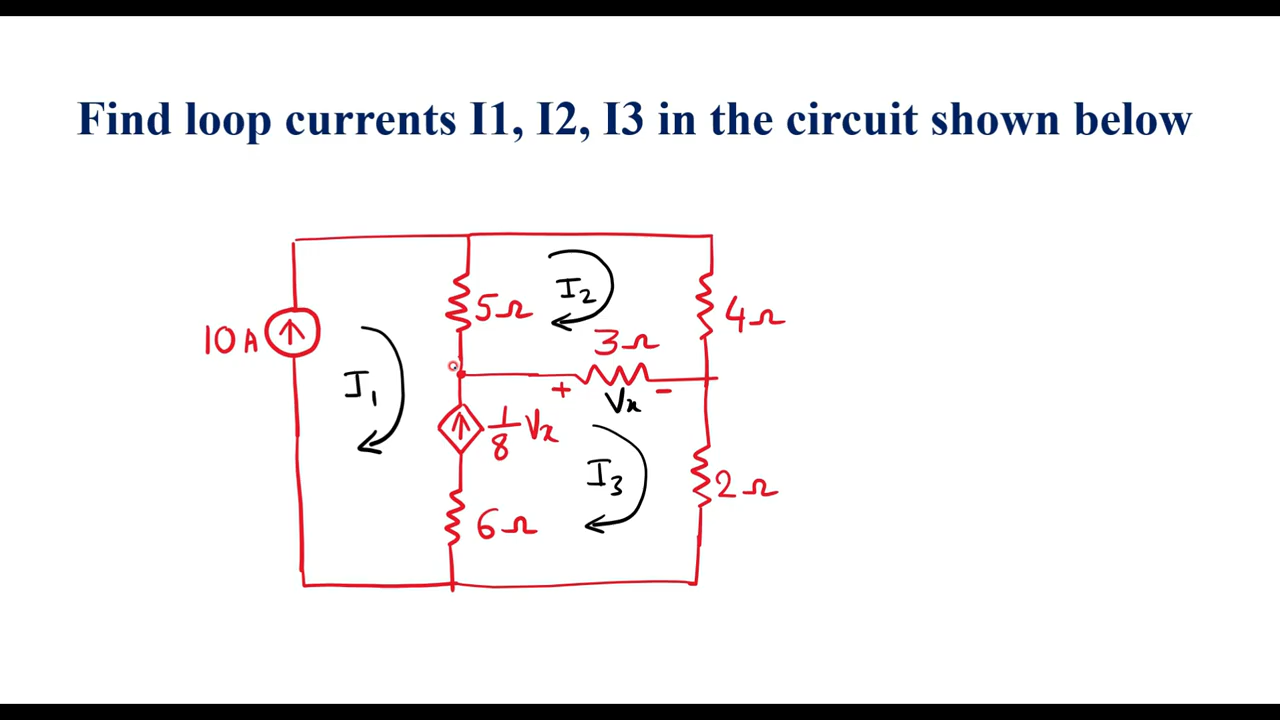 Find loop currents I1, I2, I3 in the circuit shown below
I₂
5Ω
4Ω
10A
3Ω
I₁
+
Vx
-
1/8 Vx
I₃
2Ω
6Ω